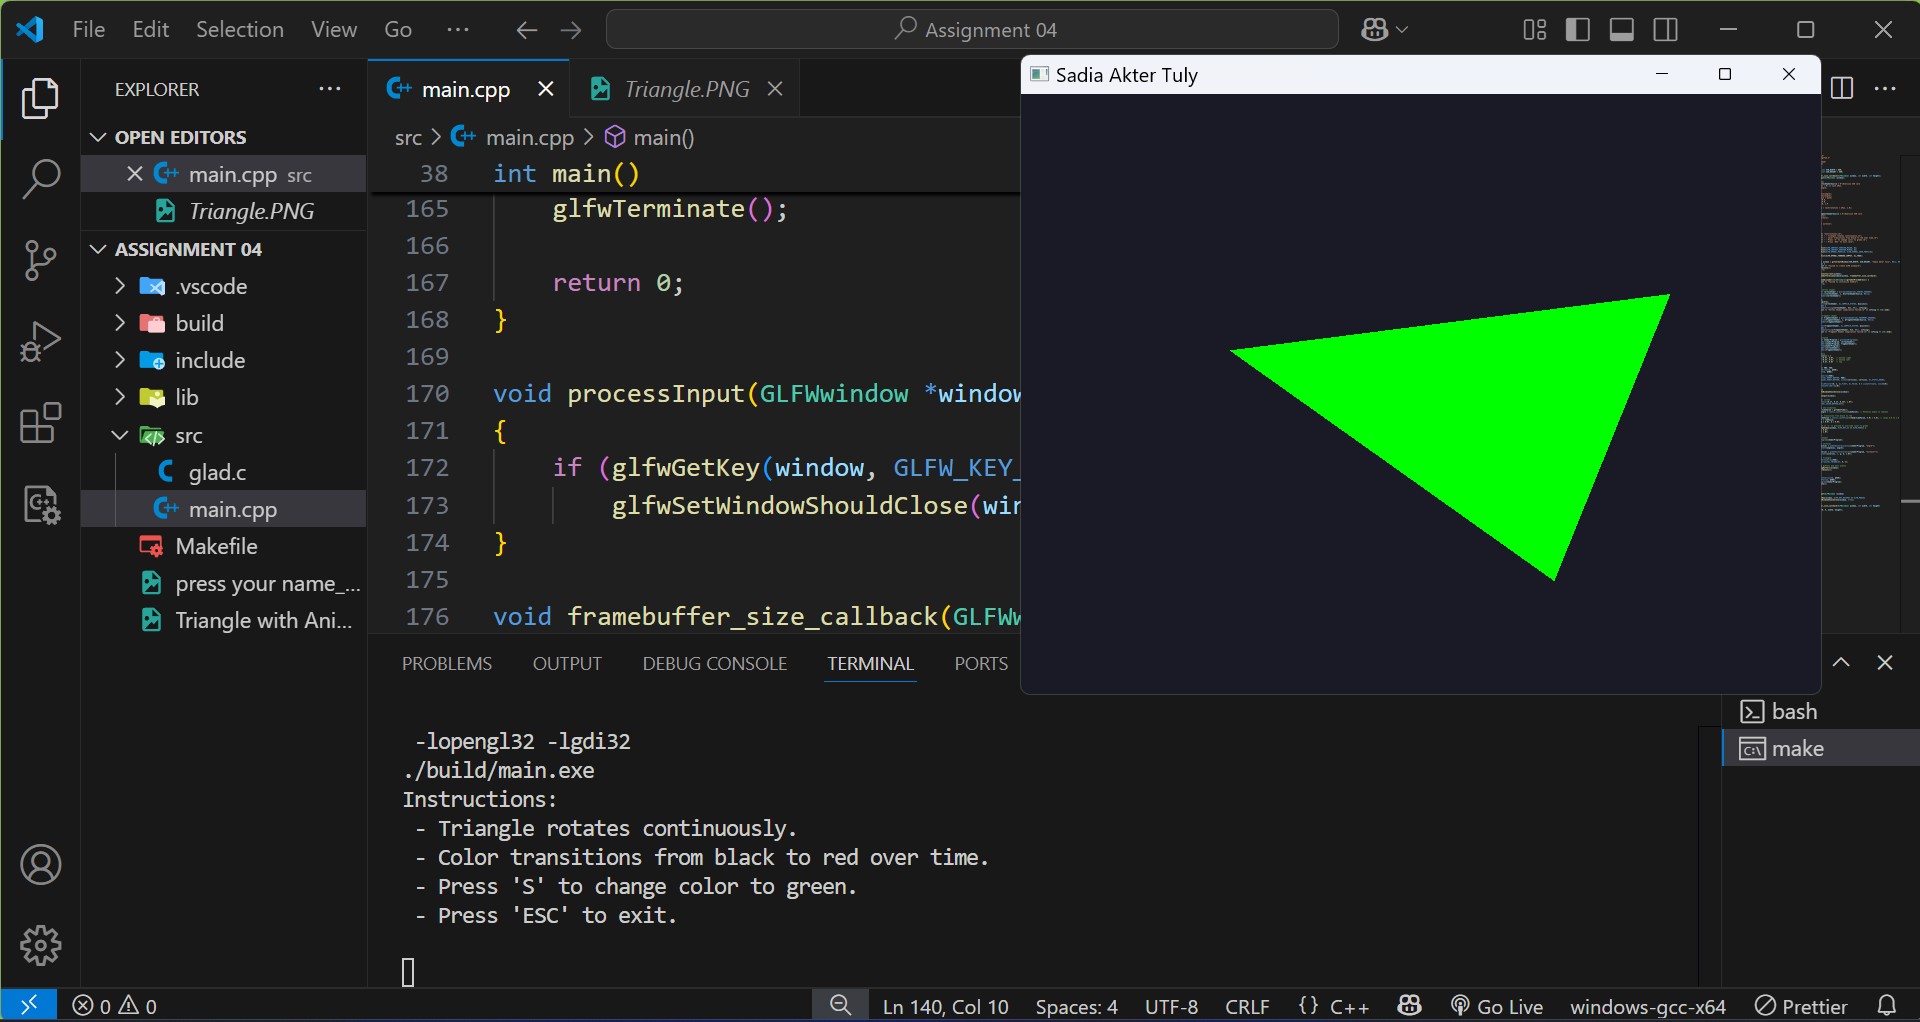 File Edit Selection View Go ··· Assignment 04
Sadia Akter Tuly
EXPLORER ···
OPEN EDITORS
main.cpp src
Triangle.PNG
ASSIGNMENT 04
.vscode
build
include
lib
src
glad.c
main.cpp
Makefile
press your name_...
Triangle with Ani...
main.cpp Triangle.PNG
src > main.cpp > main()
38 int main()
165 glfwTerminate();
166
167 return 0;
168 }
169
170 void processInput(GLFWwindow *window
171 {
172 if (glfwGetKey(window, GLFW_KEY_
173 glfwSetWindowShouldClose(win
174 }
175
176 void framebuffer_size_callback(GLFWw
PROBLEMS OUTPUT DEBUG CONSOLE TERMINAL PORTS
-lopengl32 -lgdi32
./build/main.exe
Instructions:
- Triangle rotates continuously.
- Color transitions from black to red over time.
- Press 'S' to change color to green.
- Press 'ESC' to exit.
bash
make
0 0 Ln 140, Col 10 Spaces: 4 UTF-8 CRLF {} C++ Go Live windows-gcc-x64 Prettier